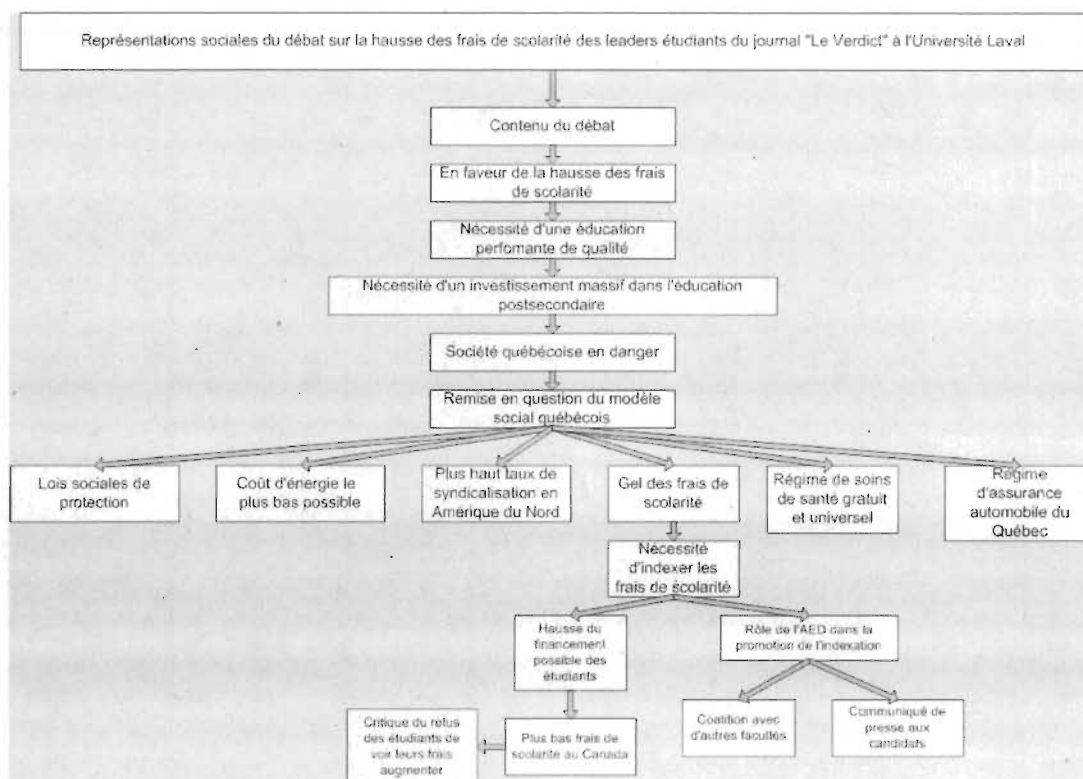 Représentations sociales du débat sur la hausse des frais de scolarité des leaders étudiants du journal "Le Verdict" à l'Université Laval
Contenu du débat
En faveur de la hausse des frais
de scolarité
Nécessité d'une éducation
perfomante de qualité
Nécessité d'un investissement massif dans l'éducation
postsecondaire
Société québécoise en danger
Remise en question du modèle
social québécois
Lois sociales de
protection
Coût d'énergie le
plus bas possible
Plus haut taux de
syndicalisation en
Amérique du Nord
Gel des frais de
scolarité
Régime de soins
de santé gratuit
et universel
Régime
d'assurance
automobile du
Québec
Nécessité
d'indexer les
frais de scolarité
Hausse du
financement
possible des
étudiants
Rôle de l'AED dans la
promotion de l'indexation
Critique du refus
des étudiants de
voir leurs frais
augmenter
Plus bas frais de
scolarité au Canada
Coalition avec
d'autres facultés
Communiqué de
presse aux
candidats